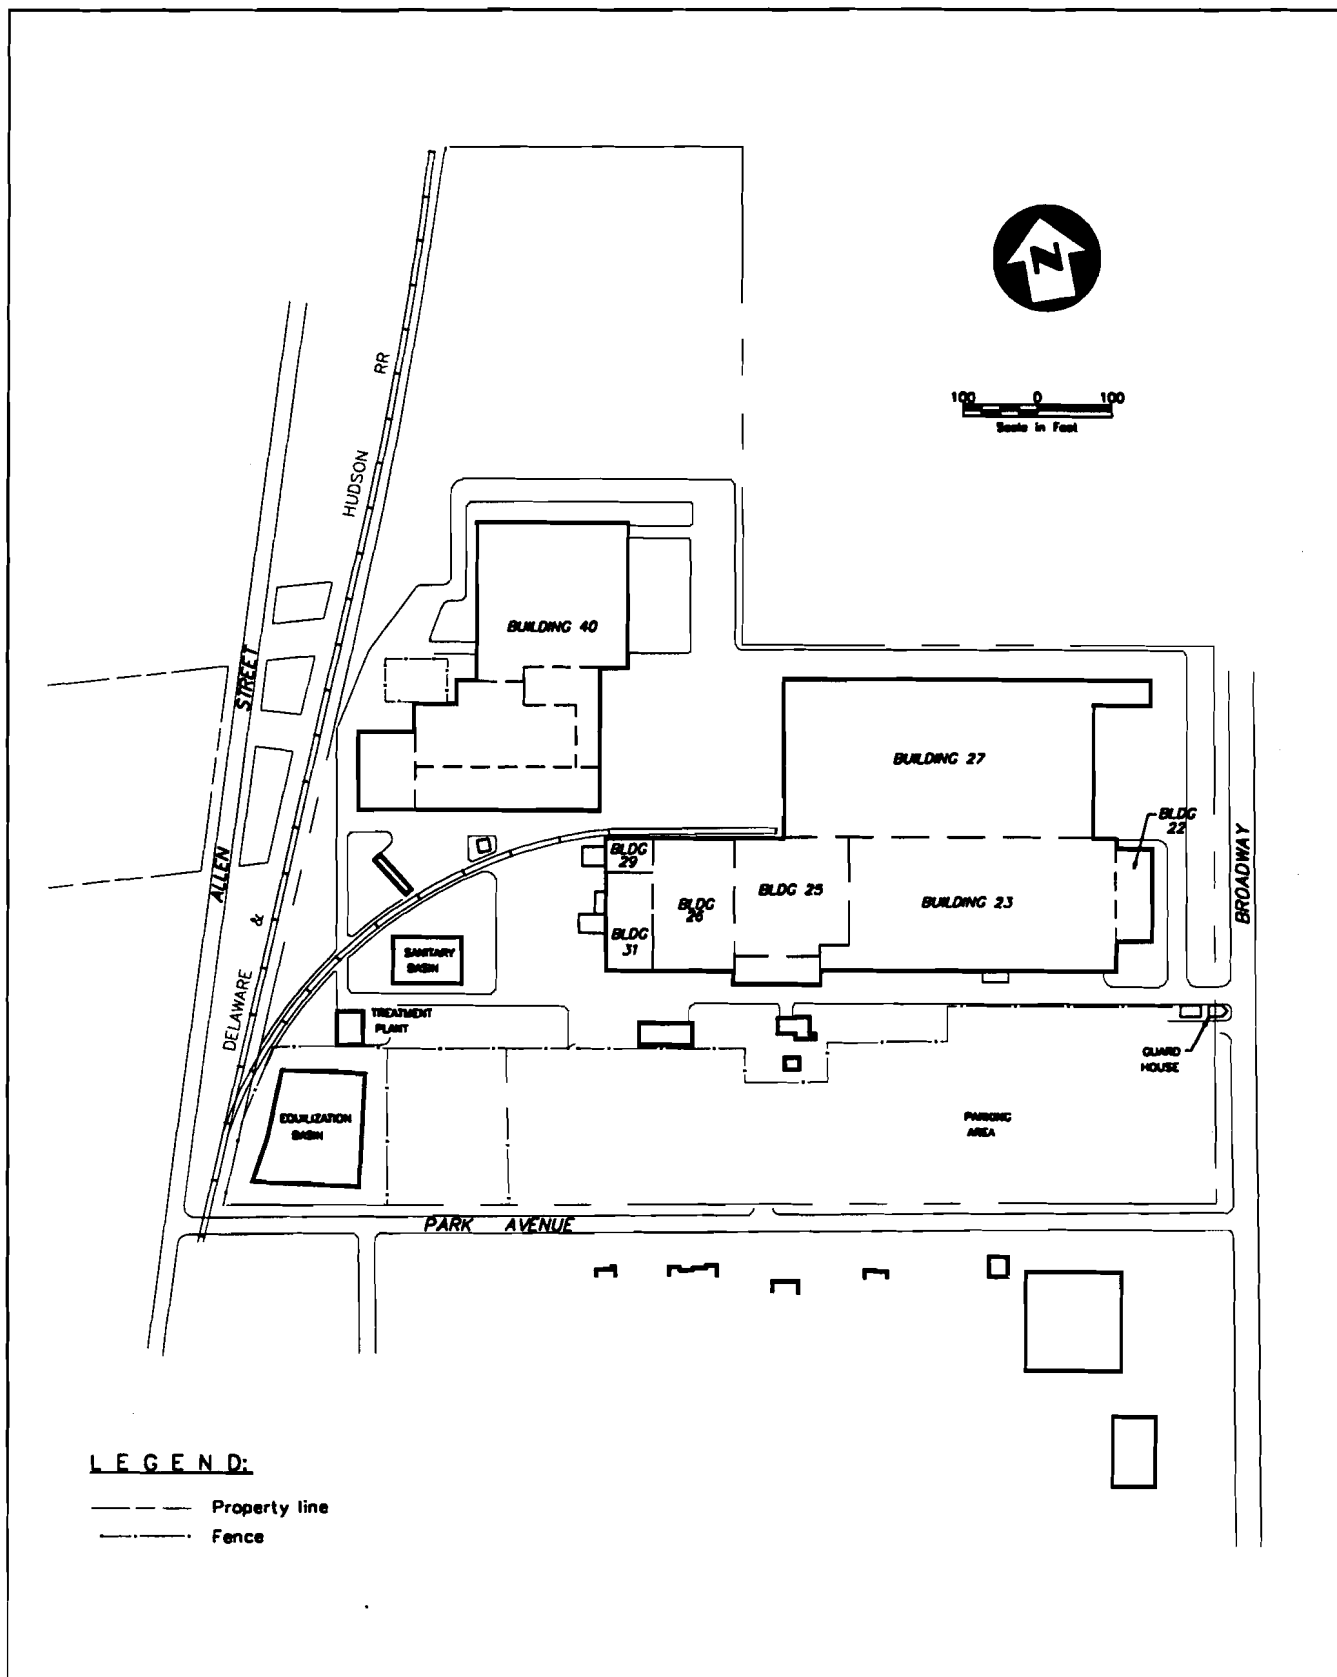 N
100 0 100
Scale in Feet
RR
HUDSON
BUILDING 40
STREET
BUILDING 27
BLDG
22
BROADWAY
BLDG
29
ALLEN
BLDG 25
BLDG
26
BUILDING 23
BLDG
31
&
SANITARY
BASIN
DELAWARE
TREATMENT
PLANT
GUARD
HOUSE
EQUILIZATION
BASIN
PARKING
AREA
PARK AVENUE
LEGEND:
Property line
Fence